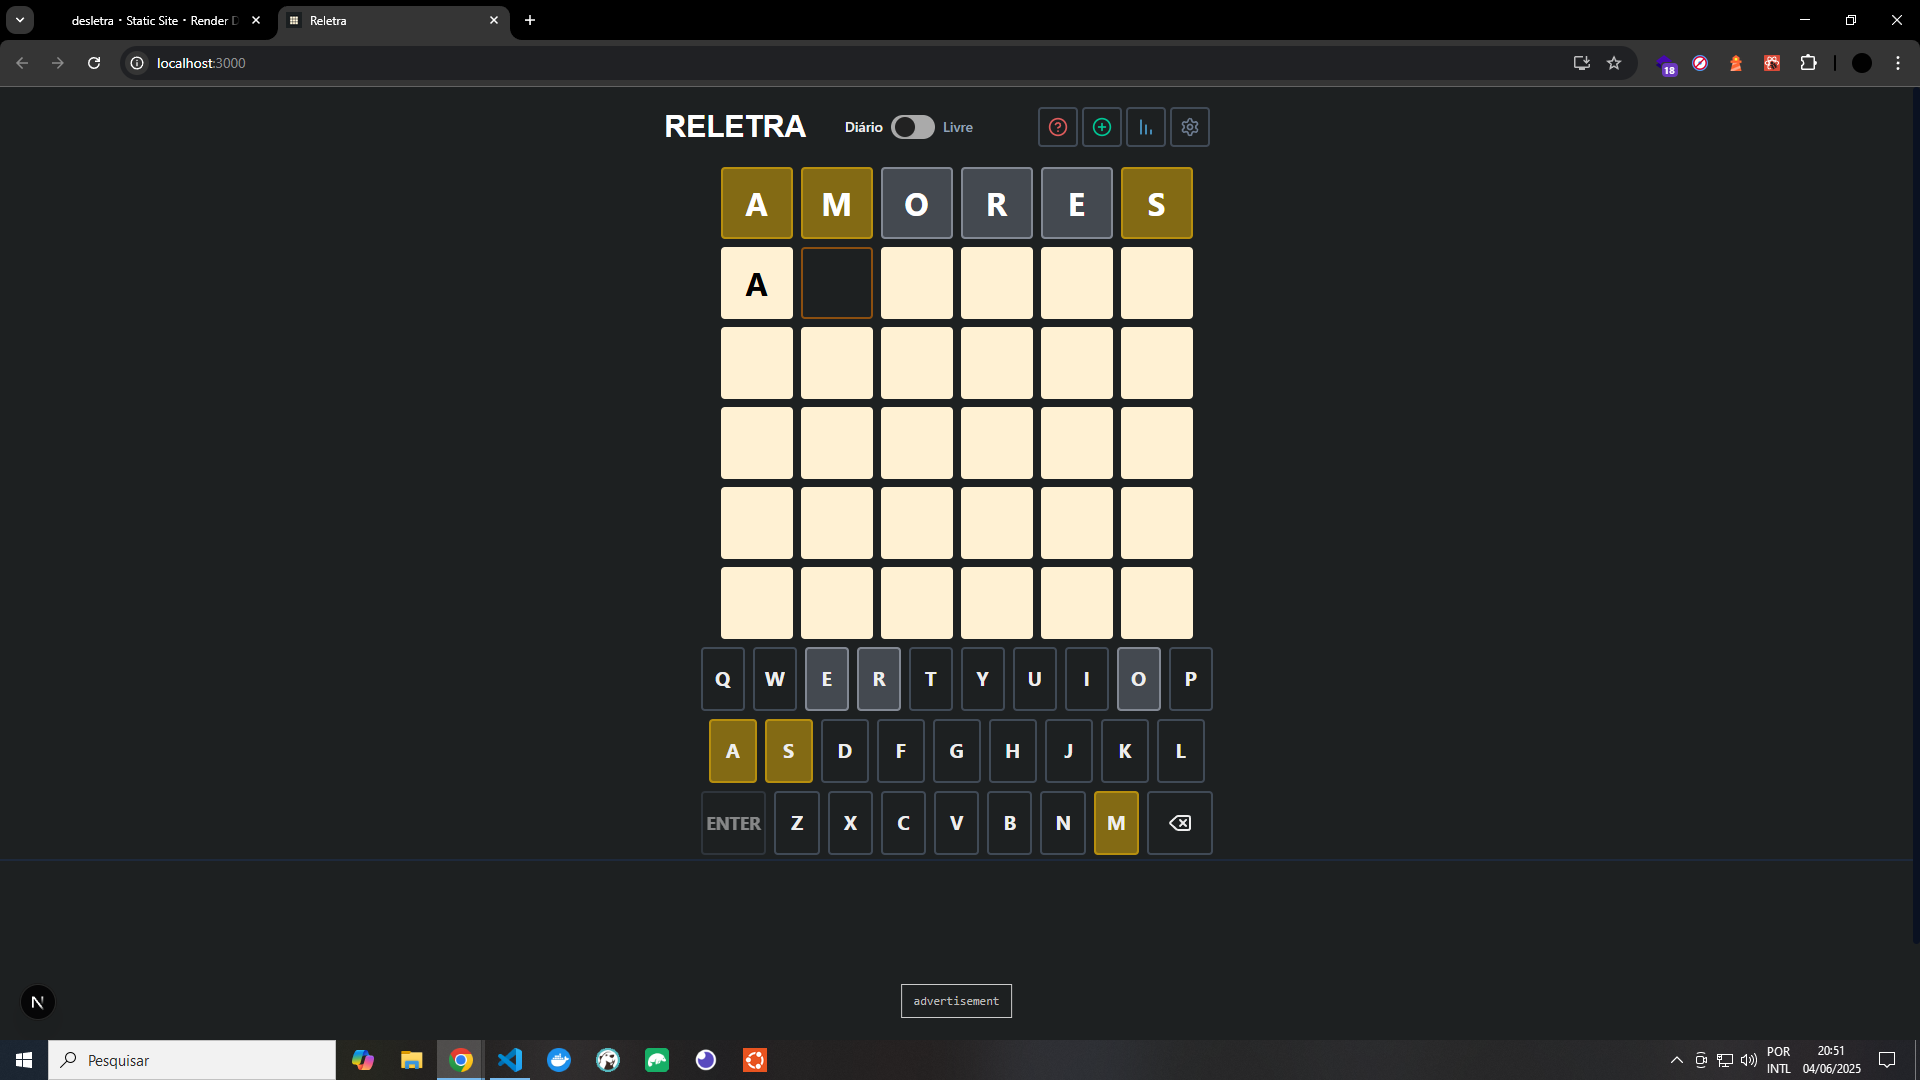 desletra · Static Site · Render D
Reletra
localhost:3000
18
RELETRA
Diário
Livre
A M O R E S
A
Q W E R T Y U I O P
A S D F G H J K L
ENTER Z X C V B N M
N
advertisement
Pesquisar
POR
INTL
20:51
04/06/2025